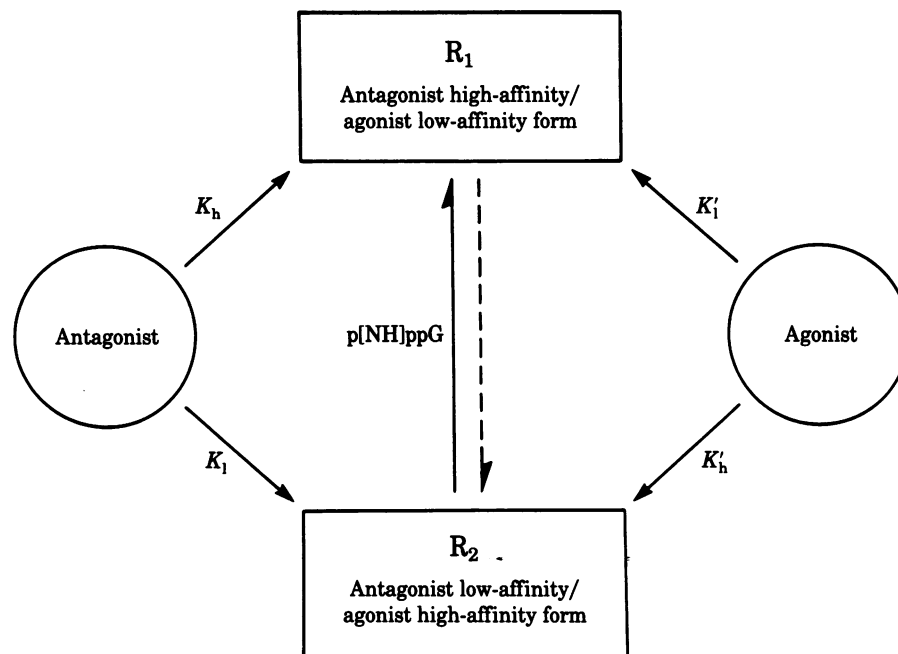 R₁
Antagonist high-affinity/
agonist low-affinity form
Kₕ
K′ₗ
Antagonist
p[NH]ppG
Agonist
Kₗ
K′ₕ
R₂
Antagonist low-affinity/
agonist high-affinity form